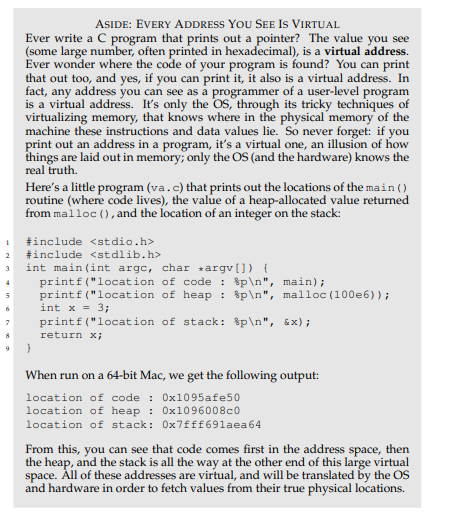 ASIDE: EVERY ADDRESS YOU SEE IS VIRTUAL
Ever write a C program that prints out a pointer? The value you see
(some large number, often printed in hexadecimal), is a virtual address.
Ever wonder where the code of your program is found? You can print
that out too, and yes, if you can print it, it also is a virtual address. In
fact, any address you can see as a programmer of a user-level program
is a virtual address. It's only the OS, through its tricky techniques of
virtualizing memory, that knows where in the physical memory of the
machine these instructions and data values lie. So never forget: if you
print out an address in a program, it's a virtual one, an illusion of how
things are laid out in memory; only the OS (and the hardware) knows the
real truth.
Here's a little program (va.c) that prints out the locations of the main()
routine (where code lives), the value of a heap-allocated value returned
from malloc(), and the location of an integer on the stack:
1 #include <stdio.h>
2 #include <stdlib.h>
3 int main(int argc, char *argv[]) {
4 printf("location of code : %p\n", main);
5 printf("location of heap : %p\n", malloc(100e6));
6 int x = 3;
7 printf("location of stack: %p\n", &x);
8 return x;
9 }
When run on a 64-bit Mac, we get the following output:
location of code : 0x1095afe50
location of heap : 0x1096008c0
location of stack: 0x7fff691aea64
From this, you can see that code comes first in the address space, then
the heap, and the stack is all the way at the other end of this large virtual
space. All of these addresses are virtual, and will be translated by the OS
and hardware in order to fetch values from their true physical locations.